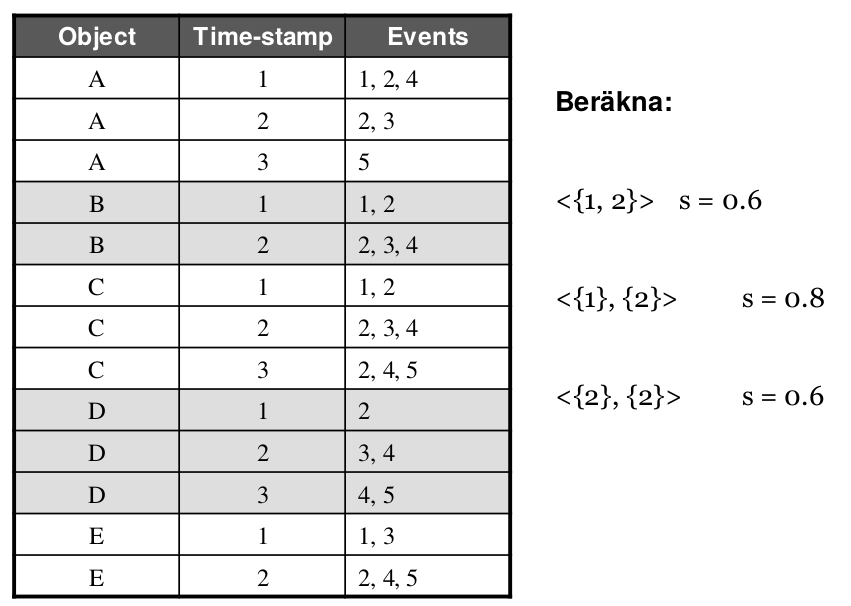 Object Time-stamp Events
A 1 1, 2, 4
A 2 2, 3
A 3 5
B 1 1, 2
B 2 2, 3, 4
C 1 1, 2
C 2 2, 3, 4
C 3 2, 4, 5
D 1 2
D 2 3, 4
D 3 4, 5
E 1 1, 3
E 2 2, 4, 5
Beräkna:
<{1, 2}> s = 0.6
<{1}, {2}> s = 0.8
<{2}, {2}> s = 0.6